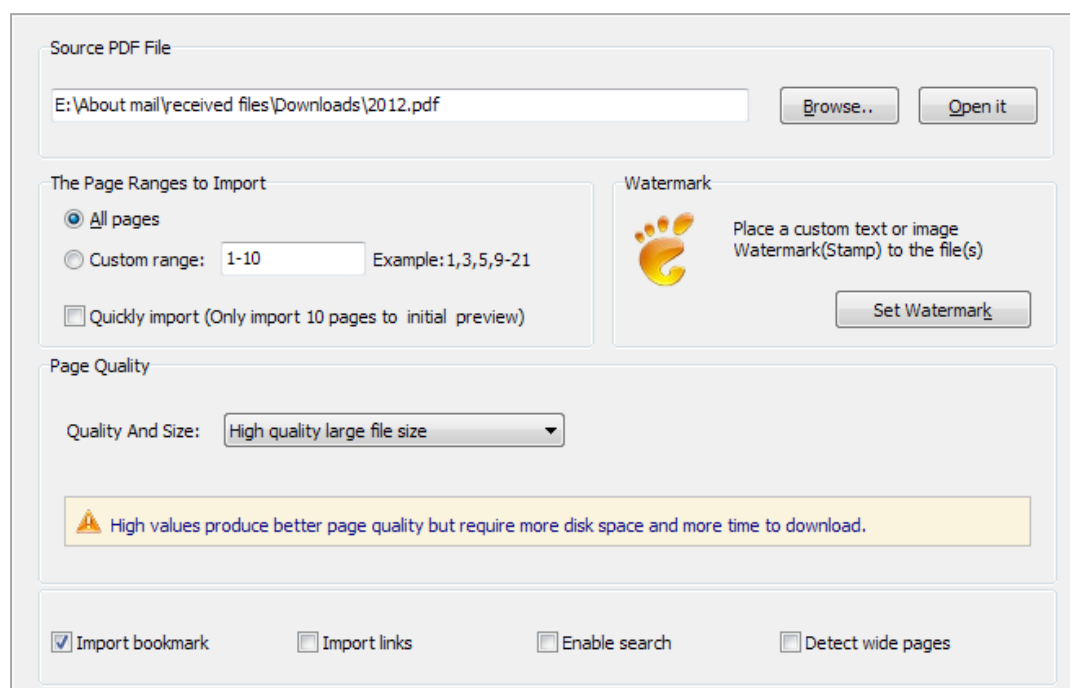 Source PDF File
E:\About mail\received files\Downloads\2012.pdf
Browse..
Open it
The Page Ranges to Import
All pages
Custom range: 1-10 Example:1,3,5,9-21
Quickly import (Only import 10 pages to  initial  preview)
Watermark
Place a custom text or image
Watermark(Stamp) to the file(s)
Set Watermark
Page Quality
Quality And Size: High quality large file size
High values produce better page quality but require more disk space and more time to download.
Import bookmark
Import links
Enable search
Detect wide pages